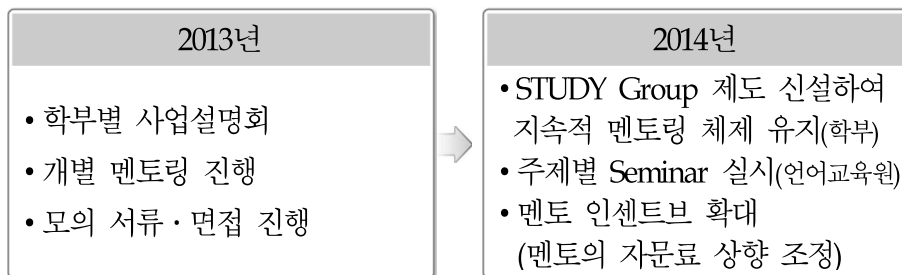 2013년
• 학부별 사업설명회
• 개별 멘토링 진행
• 모의 서류 · 면접 진행
2014년
• STUDY Group 제도 신설하여
지속적 멘토링 체제 유지(학부)
• 주제별 Seminar 실시(언어교육원)
• 멘토 인센트브 확대
(멘토의 자문료 상향 조정)